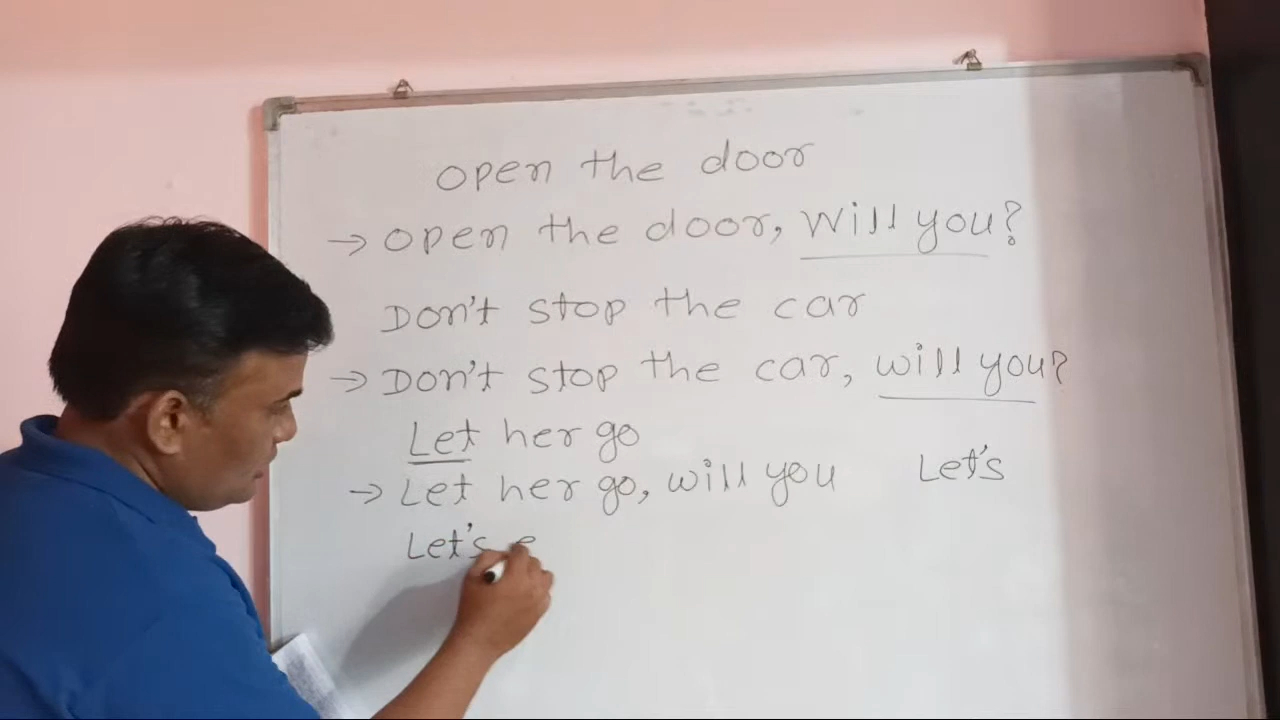 open the door
→ open the door, will you?
Don't stop the car
→ Don't stop the car, will you?
Let her go
→ Let her go, will you
Let's
Let's e